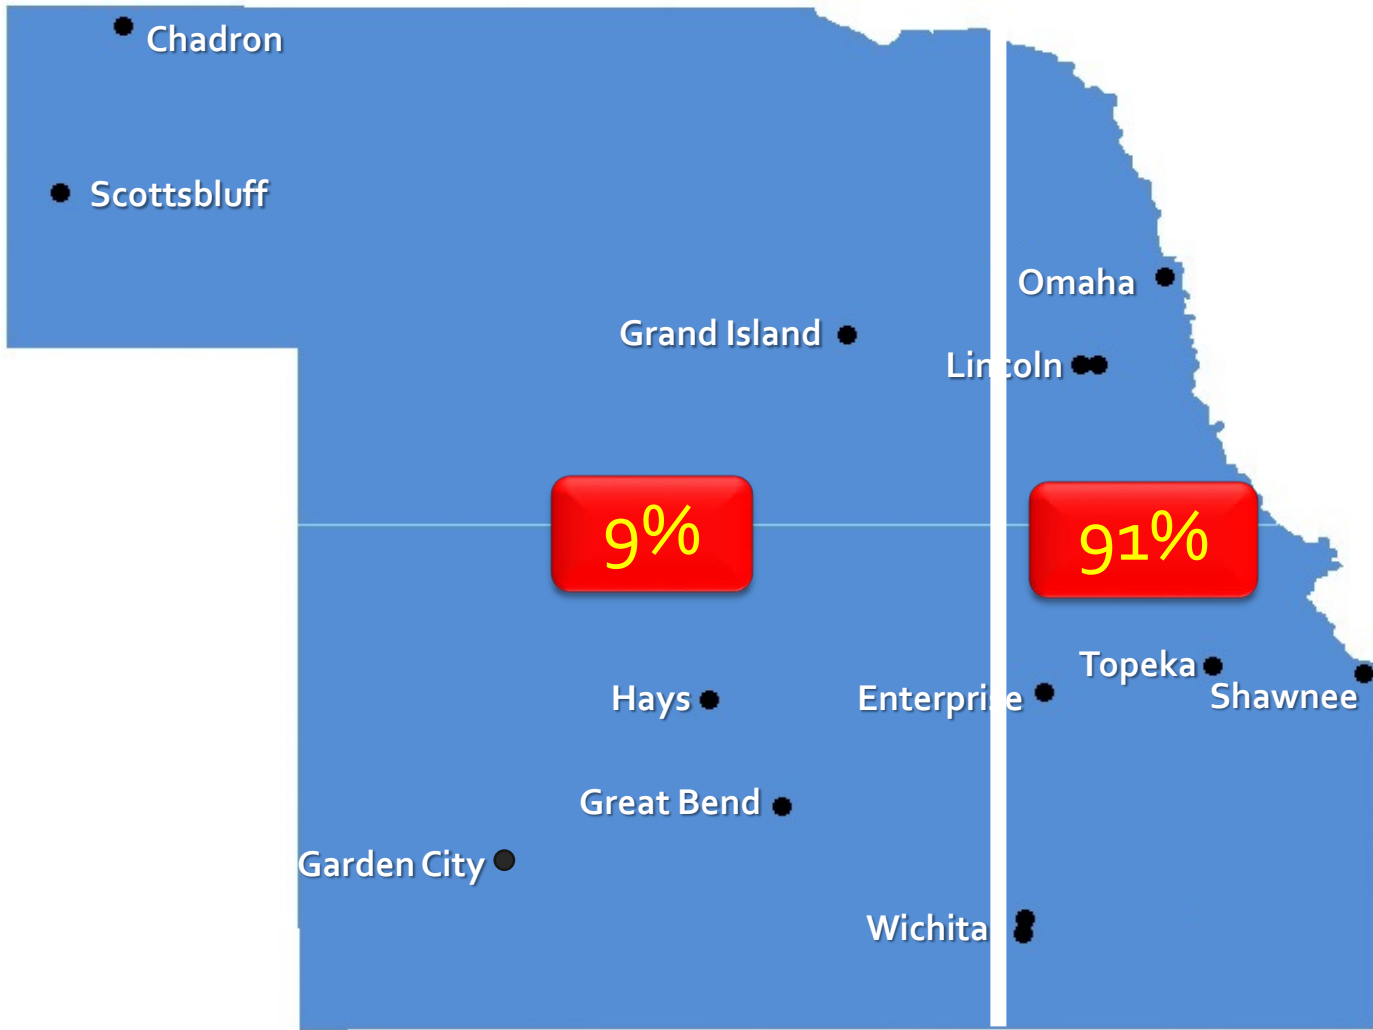 Chadron
Scottsbluff
Omaha
Grand Island
Lincoln
9%
91%
Topeka
Shawnee
Hays
Enterprise
Great Bend
Garden City
Wichita